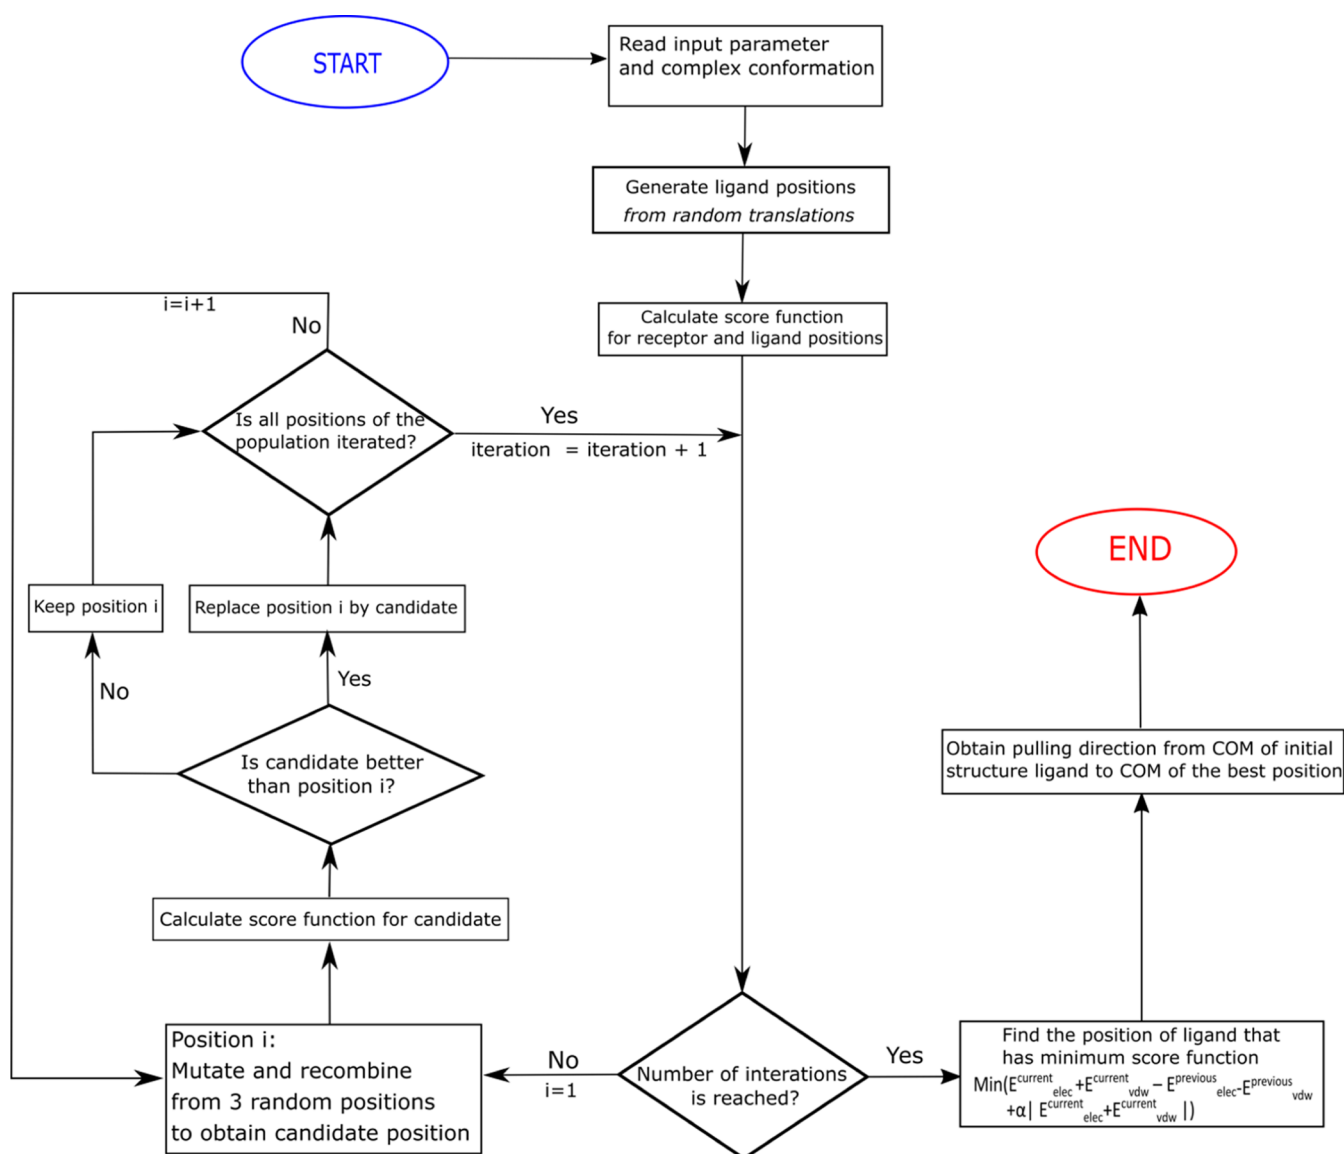 START
Read input parameter
and complex conformation
Generate ligand positions
from random translations
Calculate score function
for receptor and ligand positions
i=i+1
No
Is all positions of the
population iterated?
Yes
iteration = iteration + 1
Keep position i
Replace position i by candidate
No
Yes
Is candidate better
than position i?
Calculate score function for candidate
Position i:
Mutate and recombine
from 3 random positions
to obtain candidate position
No
i=1
Number of interations
is reached?
Yes
Find the position of ligand that
has minimum score function
Min(E^current_elec+E^current_vdw – E^previous_elec-E^previous_vdw
+α| E^current_elec+E^current_vdw |)
Obtain pulling direction from COM of initial
structure ligand to COM of the best position
END